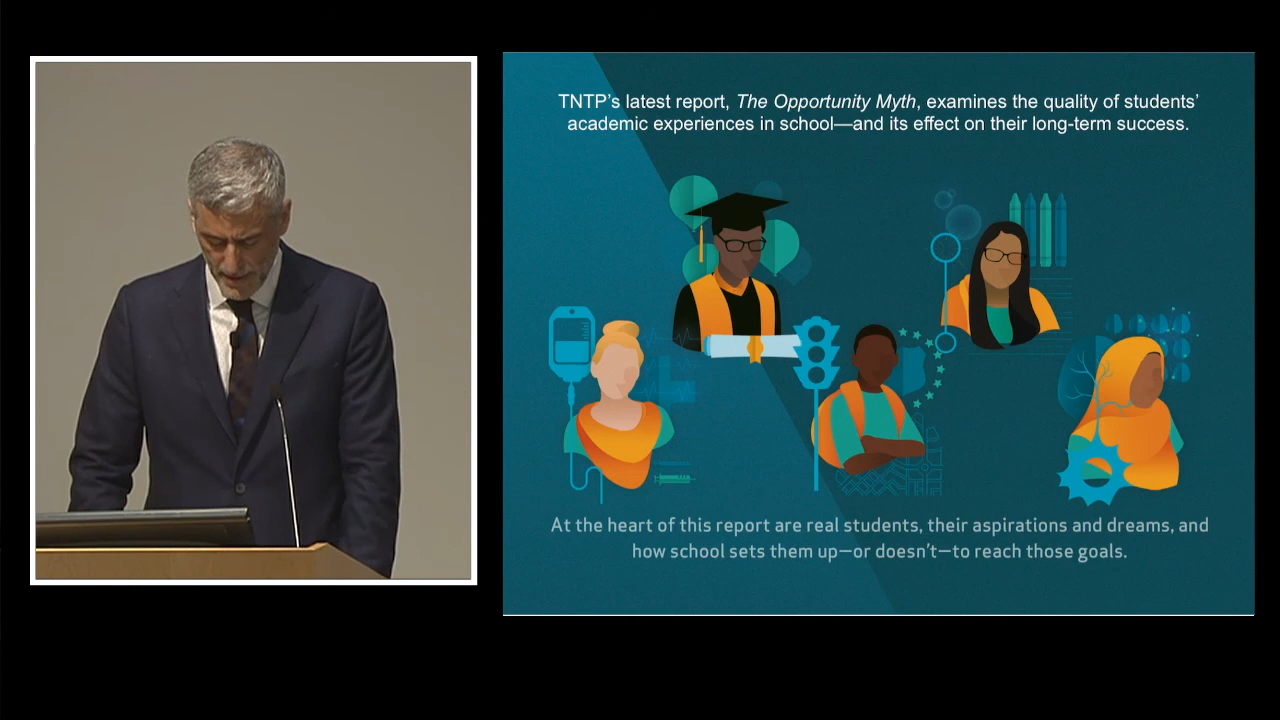 TNTP’s latest report, The Opportunity Myth, examines the quality of students’
academic experiences in school—and its effect on their long-term success.
At the heart of this report are real students, their aspirations and dreams, and
how school sets them up—or doesn’t—to reach those goals.